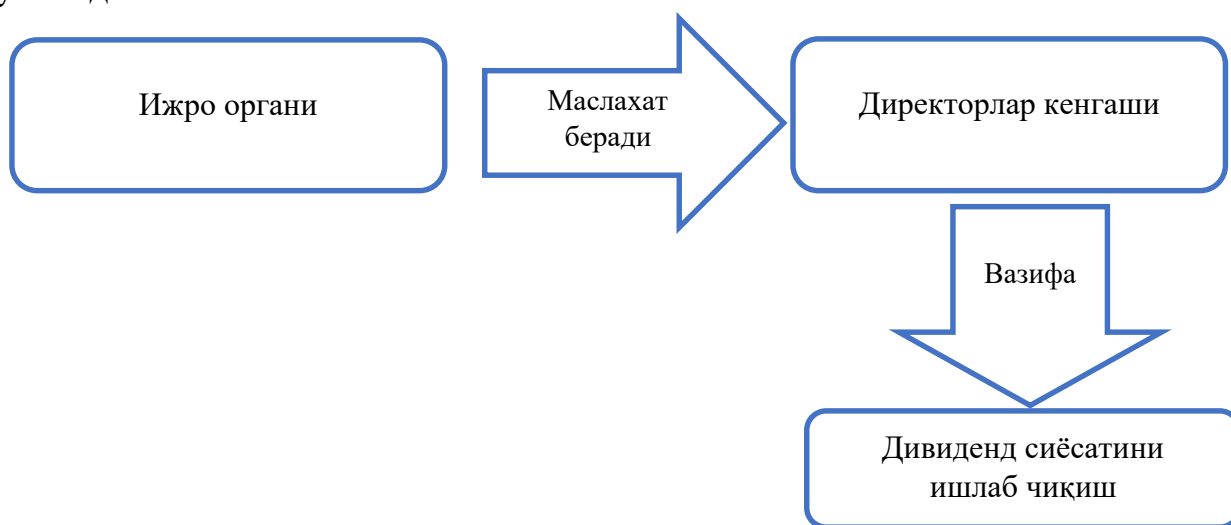 Ижро органи
Маслахат
беради
Директорлар кенгаши
Вазифа
Дивиденд сиёсатини
ишлаб чиқиш